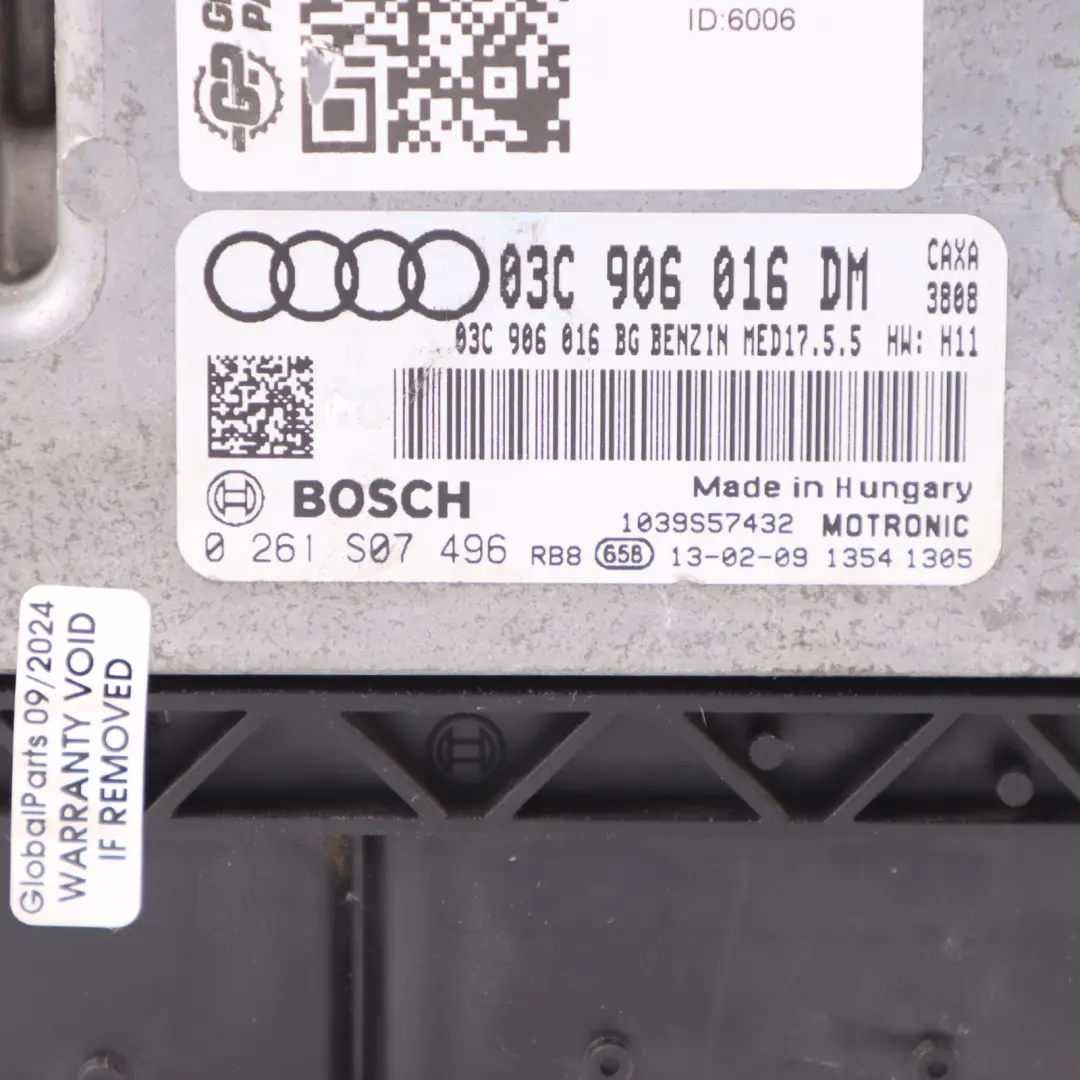 ID:6006
03C 906 016 DM
CAXA
3808
03C 906 016 BG BENZIN MED17.5.5 HW: H11
Made in Hungary
BOSCH
1039S57432 MOTRONIC
0 261 S07 496 RB8 65B 13-02-09 1354 1305
GlobalParts 09/2024
WARRANTY VOID
IF REMOVED